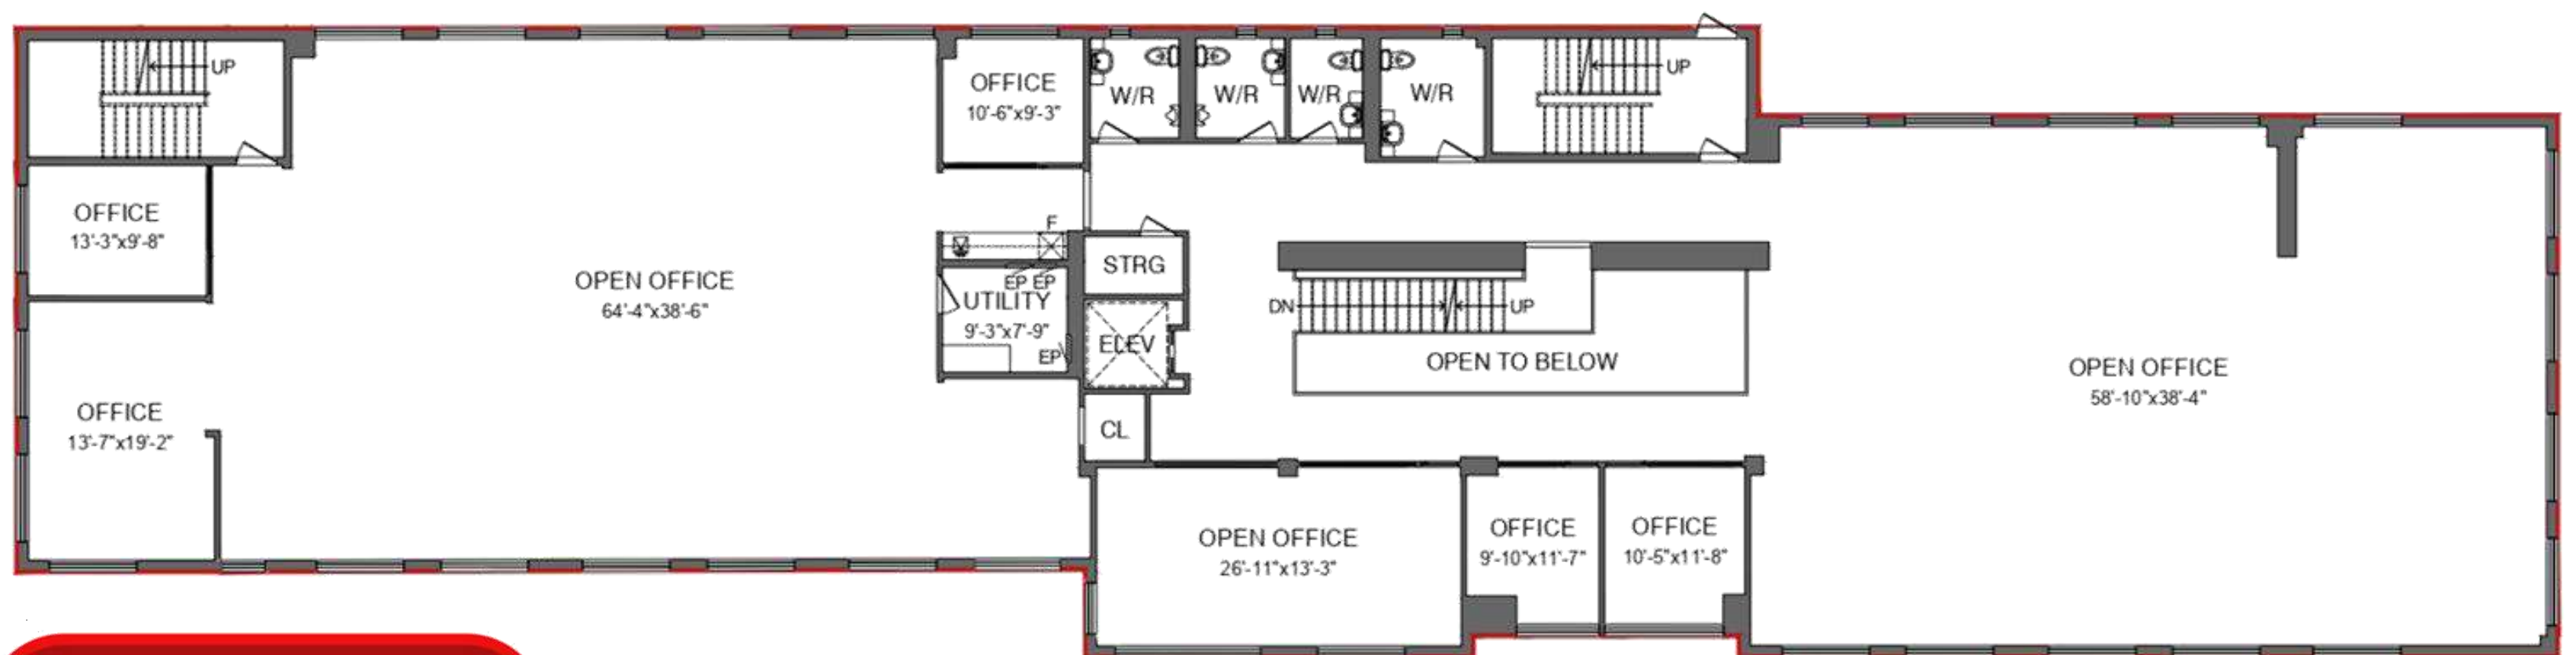 UP
OFFICE
10'-6"x9'-3"
W/R
W/R
W/R
W/R
UP
OFFICE
13'-3"x9'-8"
OPEN OFFICE
64'-4"x38'-6"
F
EP EP
UTILITY
9'-3"x7'-9"
EP
STRG
ELEV
CL
DN
UP
OPEN TO BELOW
OPEN OFFICE
58'-10"x38'-4"
OFFICE
13'-7"x19'-2"
OPEN OFFICE
26'-11"x13'-3"
OFFICE
9'-10"x11'-7"
OFFICE
10'-5"x11'-8"